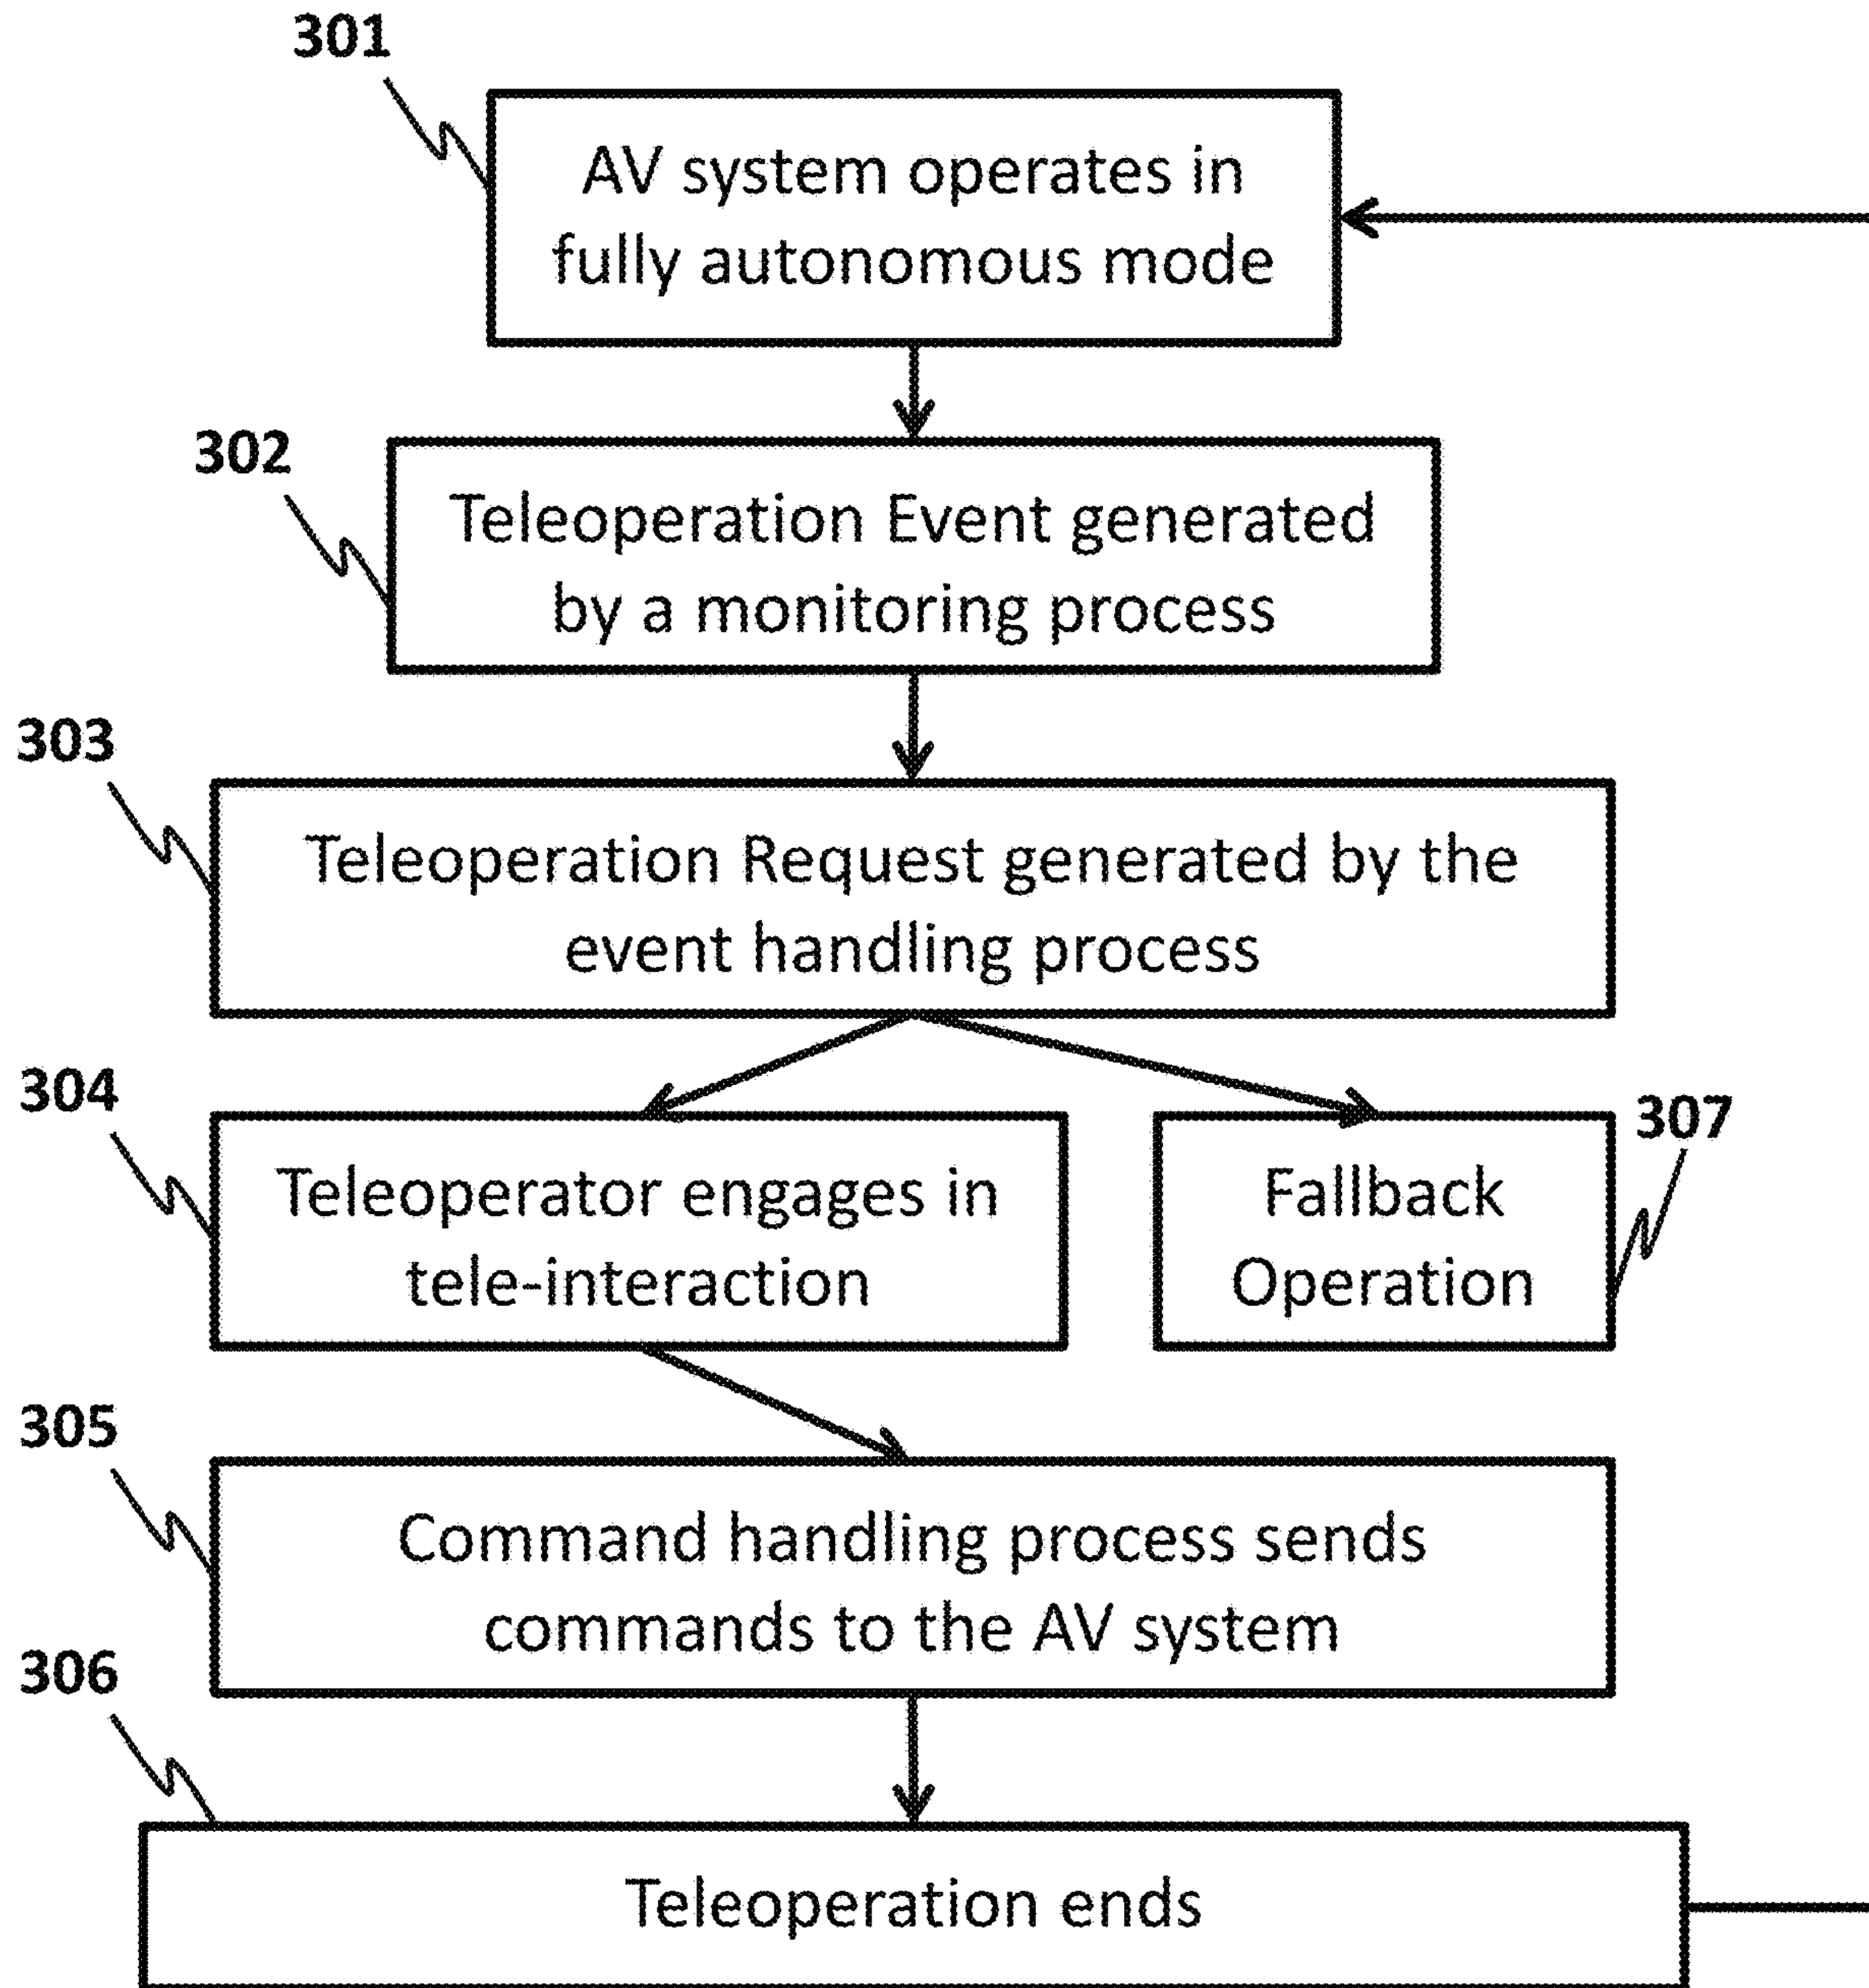 301
AV system operates in
fully autonomous mode
302
Teleoperation Event generated
by a monitoring process
303
Teleoperation Request generated by the
event handling process
304
Teleoperator engages in
tele-interaction
307
Fallback
Operation
305
Command handling process sends
commands to the AV system
306
Teleoperation ends